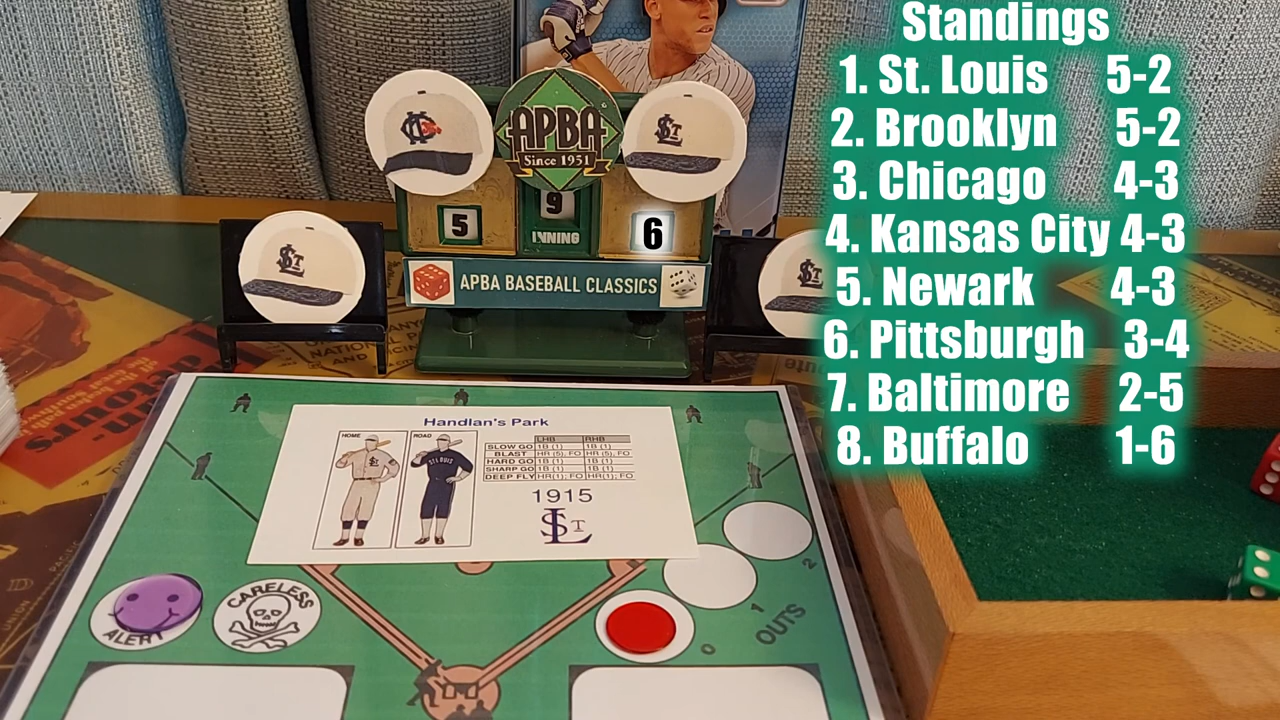 Standings
1. St. Louis 5-2
2. Brooklyn 5-2
3. Chicago 4-3
4. Kansas City 4-3
5. Newark 4-3
6. Pittsburgh 3-4
7. Baltimore 2-5
8. Buffalo 1-6
APBA
Since 1951
5
9
6
INNING
APBA BASEBALL CLASSICS
Handlan's Park
HOME
ROAD
ST. LOUIS
LHB RHB
SLOW GO 1B (1) 1B (1)
BLAST HR (5), FO HR (5), FO
HARD GO 1B (1) 1B (1)
SHARP GO 1B (1) 1B (1)
DEEP FLY HR(1); FO HR(1); FO
1915
STL
ALERT
CARELESS
0
1
2
OUTS